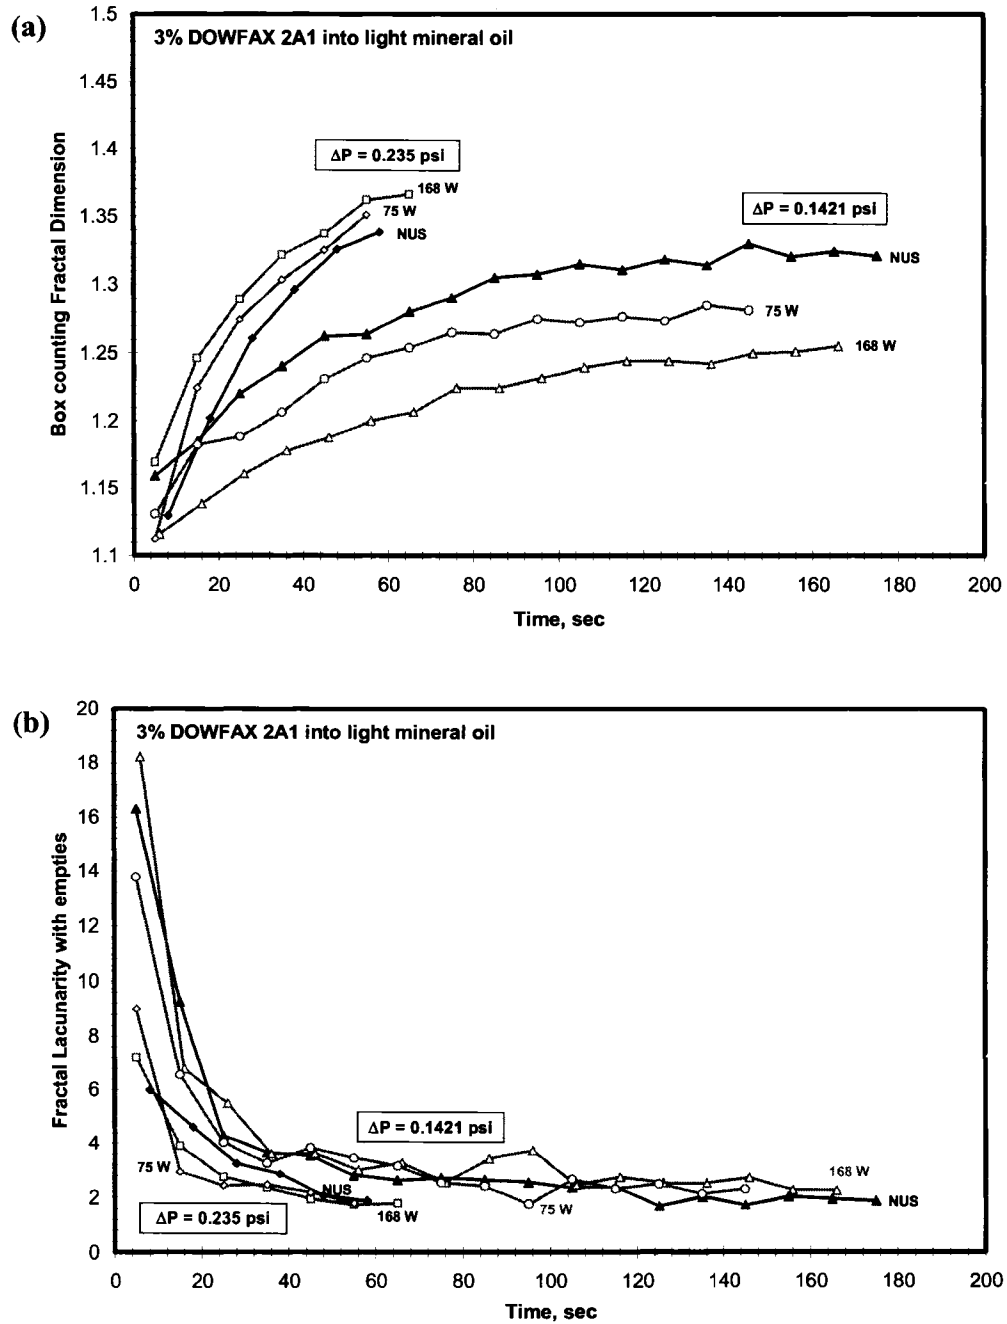 (a)
3% DOWFAX 2A1 into light mineral oil
1.5
1.45
1.4
1.35
1.3
1.25
1.2
1.15
1.1
Box counting Fractal Dimension
ΔP = 0.235 psi
168 W
75 W
NUS
ΔP = 0.1421 psi
NUS
75 W
168 W
0 20 40 60 80 100 120 140 160 180 200
Time, sec
(b)
3% DOWFAX 2A1 into light mineral oil
20
18
16
14
12
10
8
6
4
2
0
Fractal Lacunarity with empties
ΔP = 0.1421 psi
75 W
NUS
168 W
ΔP = 0.235 psi
168 W
75 W
NUS
0 20 40 60 80 100 120 140 160 180 200
Time, sec